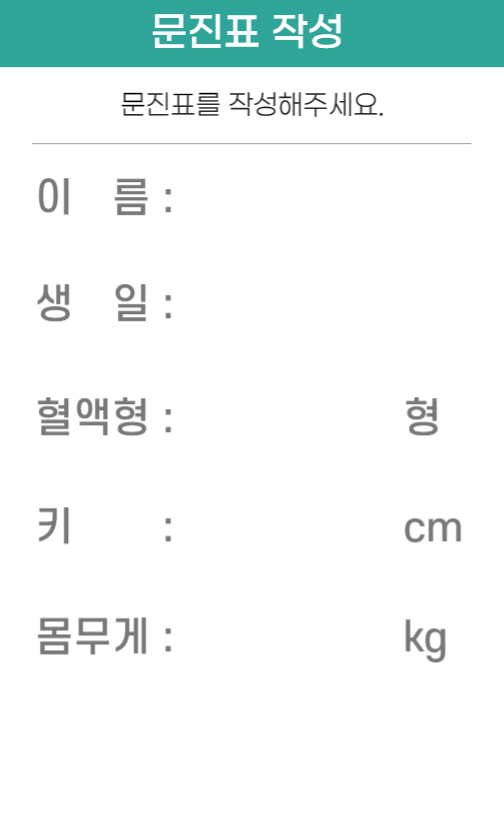 문진표 작성
문진표를 작성해주세요.
이 름 :
생 일 :
혈액형 : 형
키 : cm
몸무게 : kg